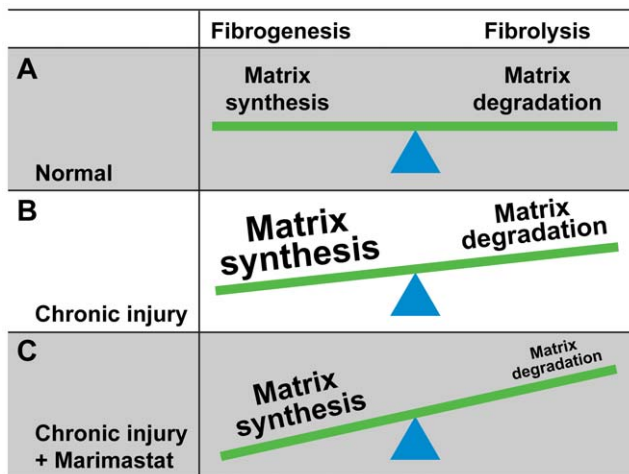 Fibrogenesis Fibrolysis
A
Matrix
synthesis
Matrix
degradation
Normal
B
Matrix
synthesis
Matrix
degradation
Chronic injury
C
Matrix
synthesis
Matrix
degradation
Chronic injury
+ Marimastat